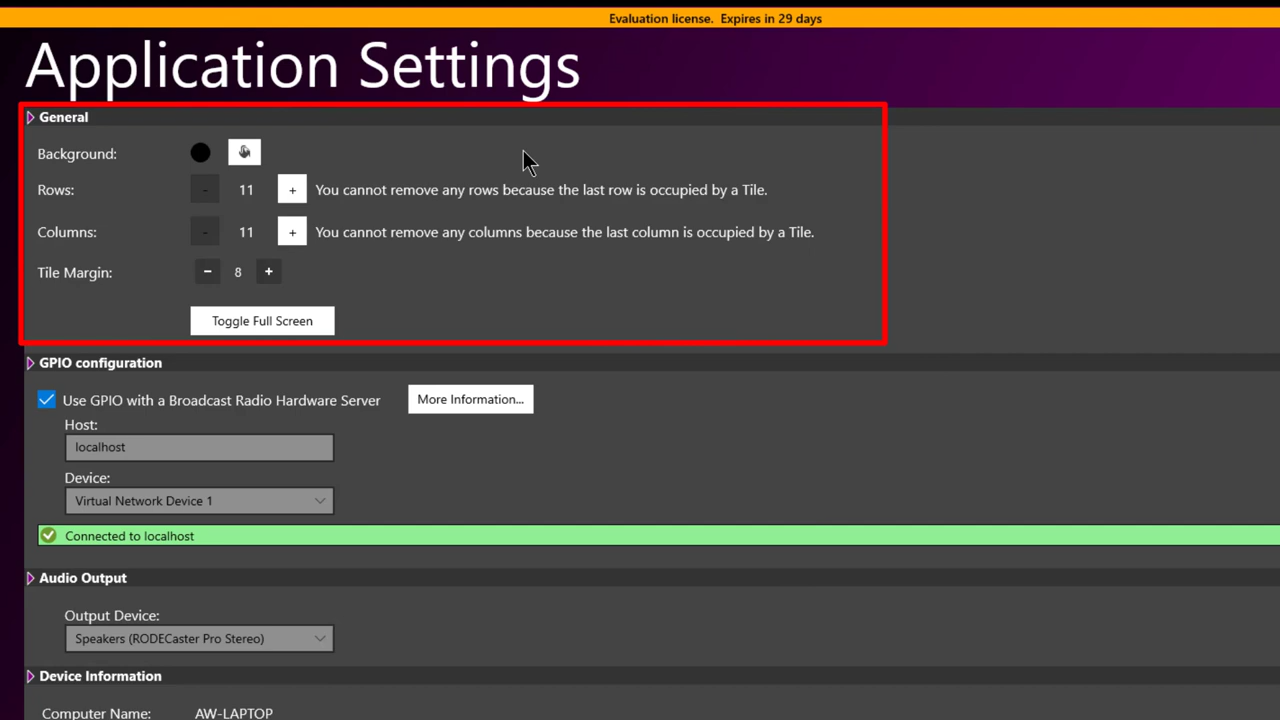 Evaluation license. Expires in 29 days
Application Settings
General
Background:
Rows: - 11 + You cannot remove any rows because the last row is occupied by a Tile.
Columns: - 11 + You cannot remove any columns because the last column is occupied by a Tile.
Tile Margin: - 8 +
Toggle Full Screen
GPIO configuration
Use GPIO with a Broadcast Radio Hardware Server More Information...
Host:
localhost
Device:
Virtual Network Device 1
Connected to localhost
Audio Output
Output Device:
Speakers (RODECaster Pro Stereo)
Device Information
Computer Name: AW-LAPTOP